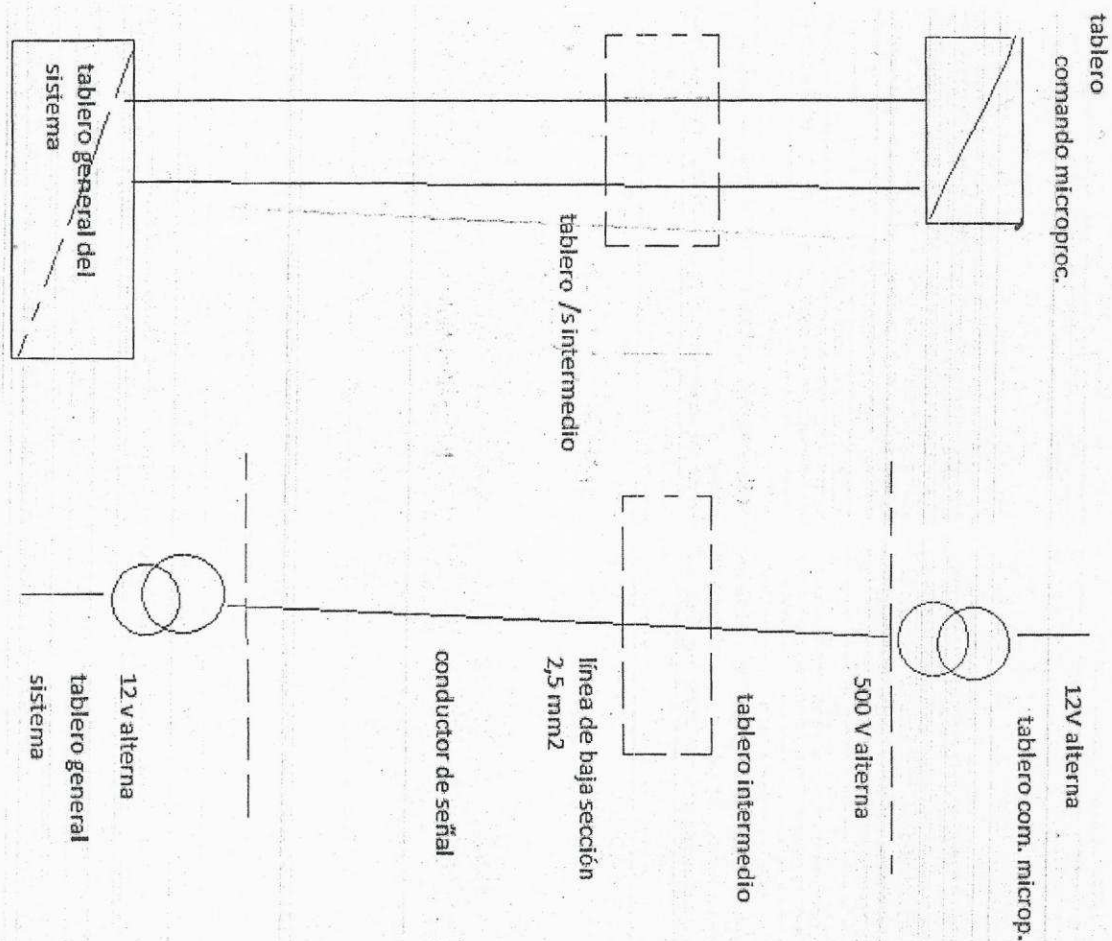 tablero
comando microproc.
tablero /s intermedio
tablero general del
sistema
12V alterna
tablero com. microp.
500 V alterna
tablero intermedio
línea de baja sección
2,5 mm2
conductor de señal
12 v alterna
tablero general
sistema